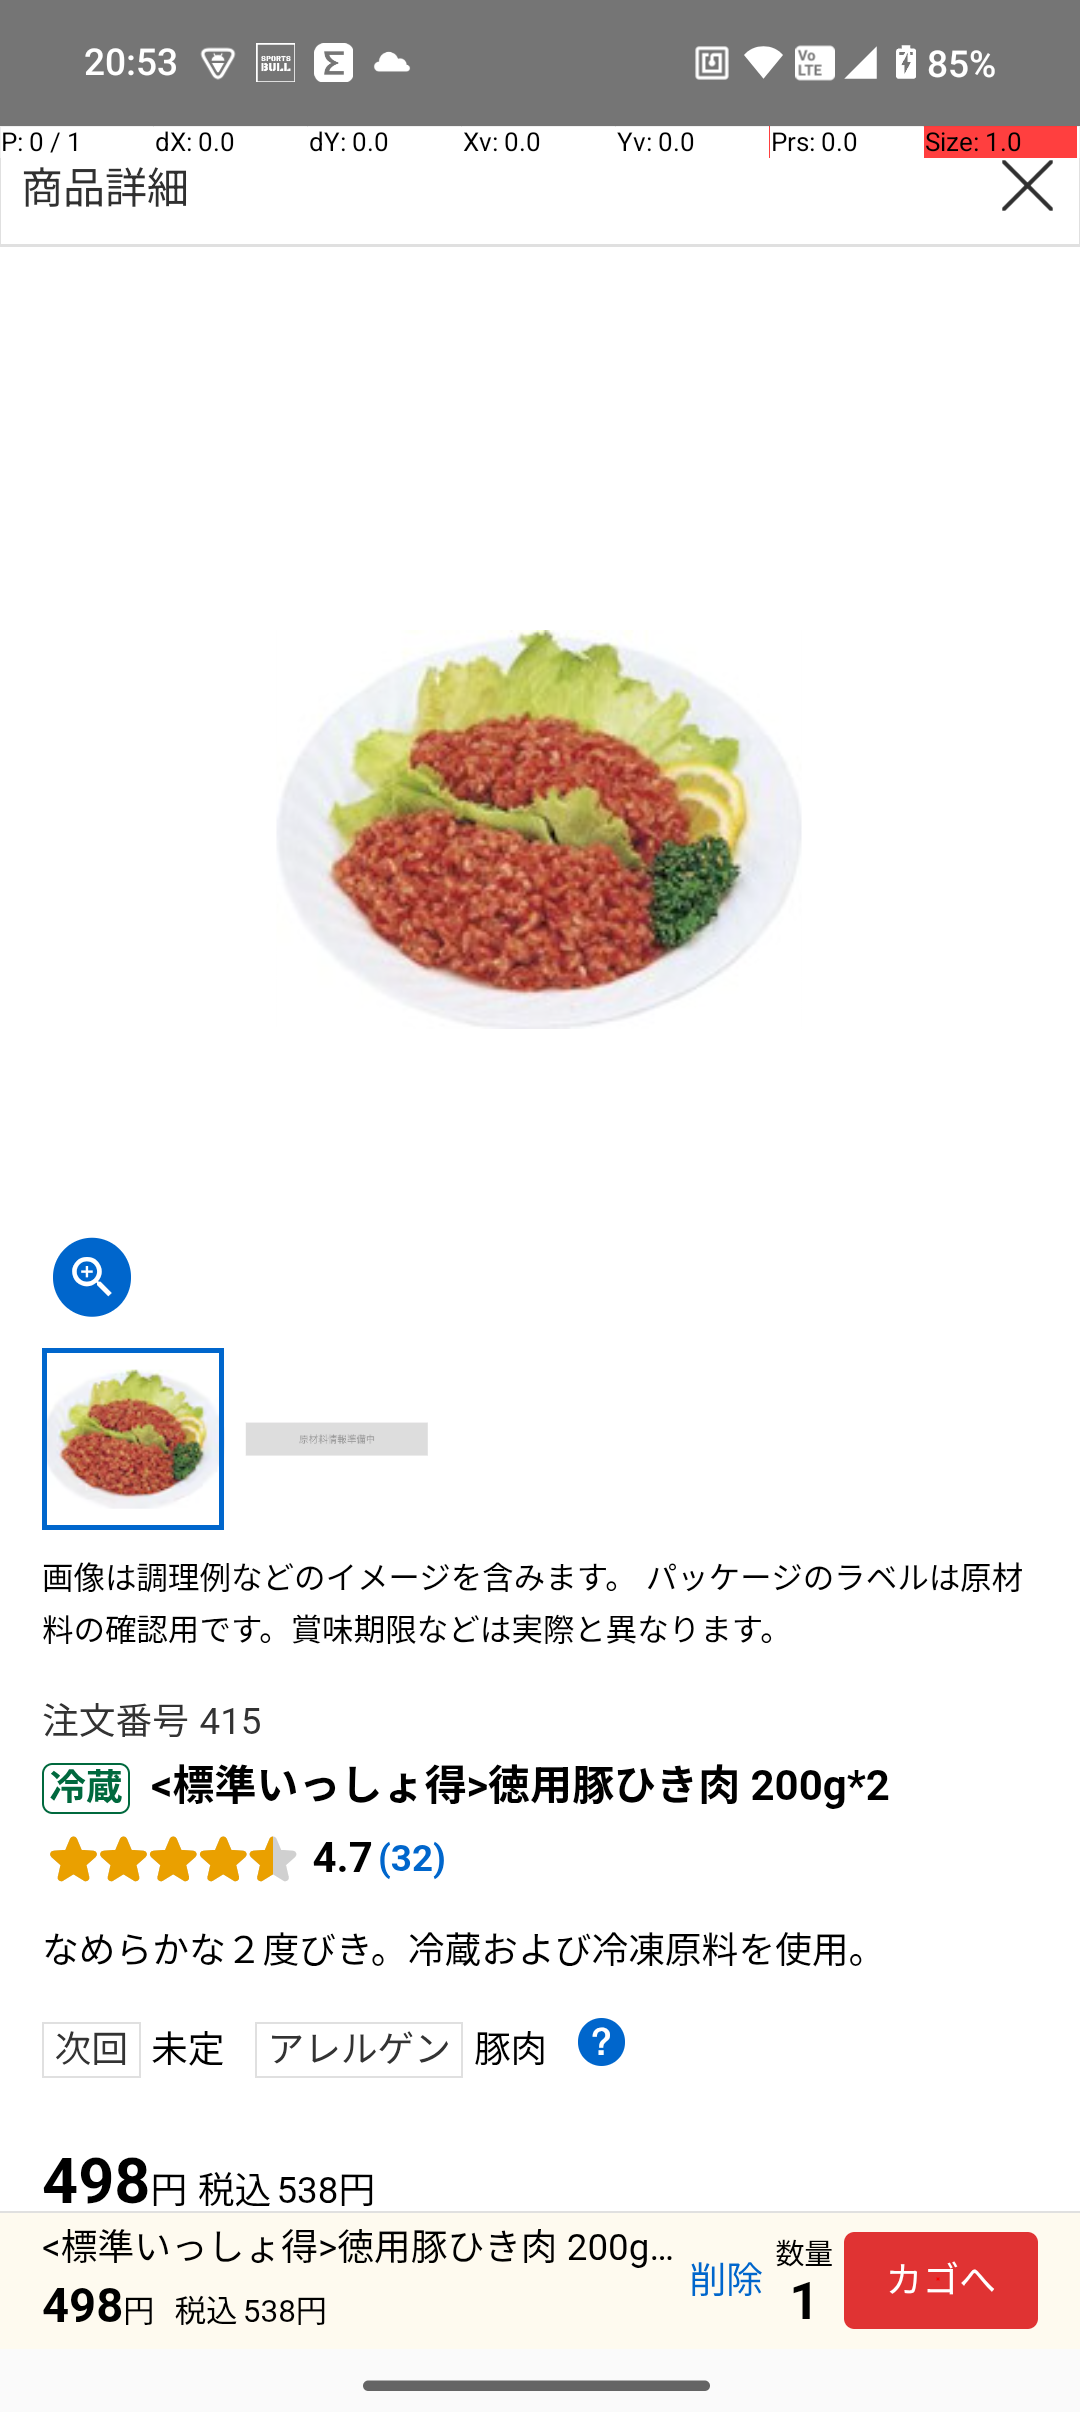 20:53
SPORTS
BULL
Vo
LTE
85%
P: 0 / 1 dX: 0.0 dY: 0.0 Xv: 0.0 Yv: 0.0 Prs: 0.0 Size: 1.0
商品詳細
原材料情報準備中
画像は調理例などのイメージを含みます。 パッケージのラベルは原材
料の確認用です。賞味期限などは実際と異なります。
注文番号 415
冷蔵 <標準いっしょ得>徳用豚ひき肉 200g*2
4.7 (32)
なめらかな２度びき。冷蔵および冷凍原料を使用。
次回 未定 アレルゲン 豚肉 ?
498円 税込 538円
<標準いっしょ得>徳用豚ひき肉 200g...
498円 税込 538円
削除
数量
1
カゴへ